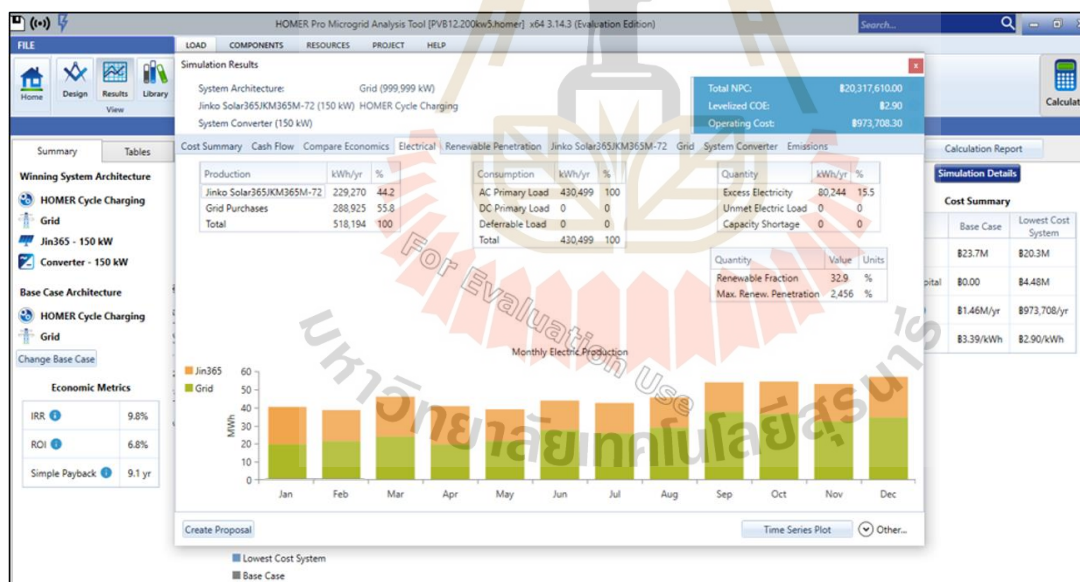 HOMER Pro Microgrid Analysis Tool [PVB12.200kw5.homer] x64 3.14.3 (Evaluation Edition)
Search...
FILE
LOAD COMPONENTS RESOURCES PROJECT HELP
Home
Design
Results
Library
View
Simulation Results
x
System Architecture: Grid (999,999 kW)
Jinko Solar365JKM365M-72 (150 kW) HOMER Cycle Charging
System Converter (150 kW)
Total NPC: ฿20,317,610.00
Levelized COE: ฿2.90
Operating Cost: ฿973,708.30
Cost Summary Cash Flow Compare Economics Electrical Renewable Penetration Jinko Solar365JKM365M-72 Grid System Converter Emissions
Production kWh/yr %
Jinko Solar365JKM365M-72 229,270 44.2
Grid Purchases 288,925 55.8
Total 518,194 100
Consumption kWh/yr %
AC Primary Load 430,499 100
DC Primary Load 0 0
Deferrable Load 0 0
Total 430,499 100
Quantity kWh/yr %
Excess Electricity 80,244 15.5
Unmet Electric Load 0 0
Capacity Shortage 0 0
Quantity Value Units
Renewable Fraction 32.9 %
Max. Renew. Penetration 2,456 %
Monthly Electric Production
Jin365
Grid
MWh
60
50
40
30
20
10
0
Jan Feb Mar Apr May Jun Jul Aug Sep Oct Nov Dec
Create Proposal
Time Series Plot
Other...
Summary Tables
Winning System Architecture
HOMER Cycle Charging
Grid
Jin365 - 150 kW
Converter - 150 kW
Base Case Architecture
HOMER Cycle Charging
Grid
Change Base Case
Economic Metrics
IRR 9.8%
ROI 6.8%
Simple Payback 9.1 yr
Calculation Report
Simulation Details
Cost Summary
Base Case Lowest Cost System
฿23.7M ฿20.3M
฿0.00 ฿4.48M
฿1.46M/yr ฿973,708/yr
฿3.39/kWh ฿2.90/kWh
Lowest Cost System
Base Case
For Evaluation Use
มหาวิทยาลัยเทคโนโลยีสุรนารี